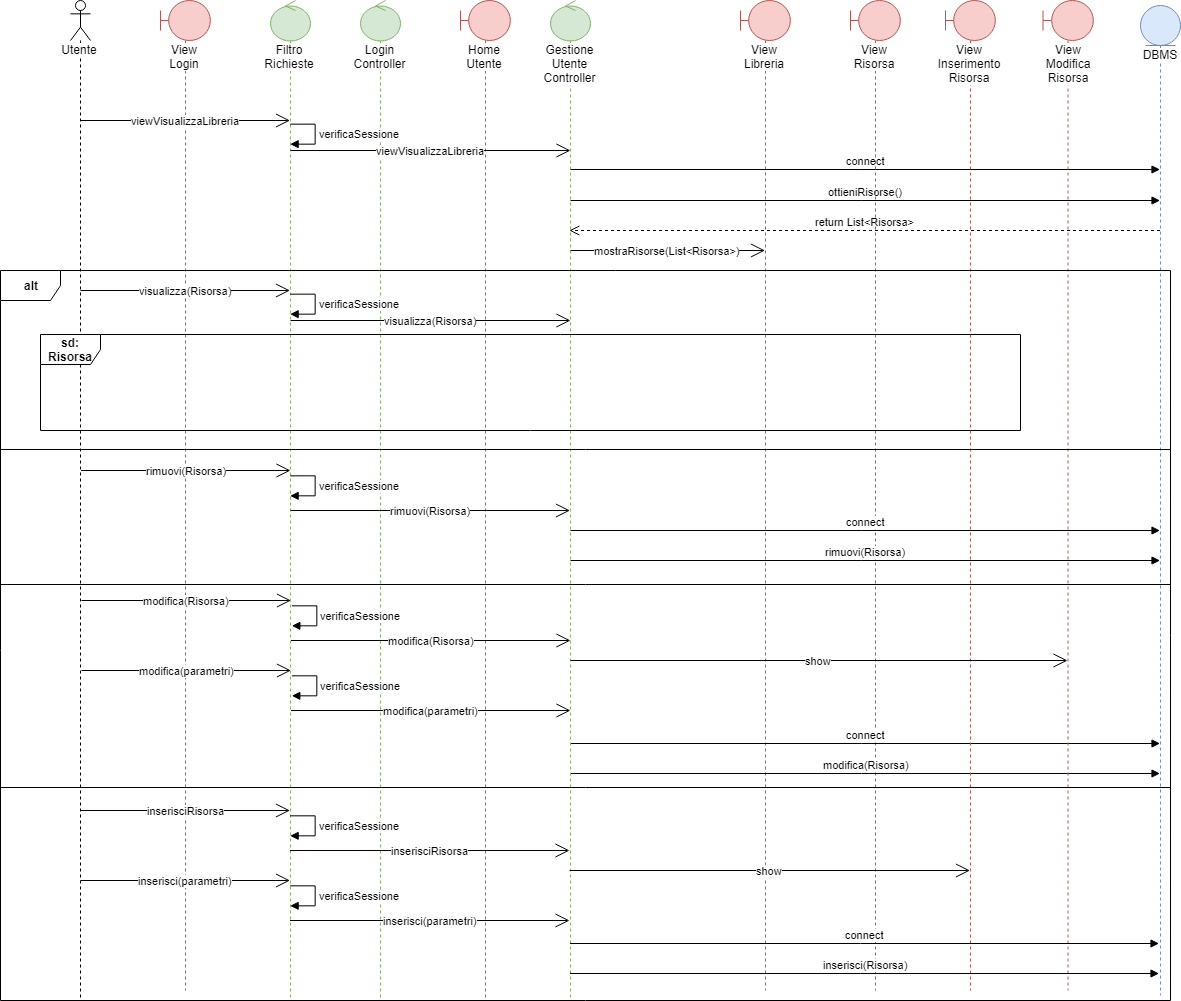 Utente
View
Login
Filtro
Richieste
Login
Controller
Home
Utente
Gestione
Utente
Controller
View
Libreria
View
Risorsa
View
Inserimento
Risorsa
View
Modifica
Risorsa
DBMS
viewVisualizzaLibreria
verificaSessione
viewVisualizzaLibreria
connect
ottieniRisorse()
return List<Risorsa>
mostraRisorse(List<Risorsa>)
alt
visualizza(Risorsa)
verificaSessione
visualizza(Risorsa)
sd:
Risorsa
rimuovi(Risorsa)
verificaSessione
rimuovi(Risorsa)
connect
rimuovi(Risorsa)
modifica(Risorsa)
verificaSessione
modifica(Risorsa)
show
modifica(parametri)
verificaSessione
modifica(parametri)
connect
modifica(Risorsa)
inserisciRisorsa
verificaSessione
inserisciRisorsa
show
inserisci(parametri)
verificaSessione
inserisci(parametri)
connect
inserisci(Risorsa)